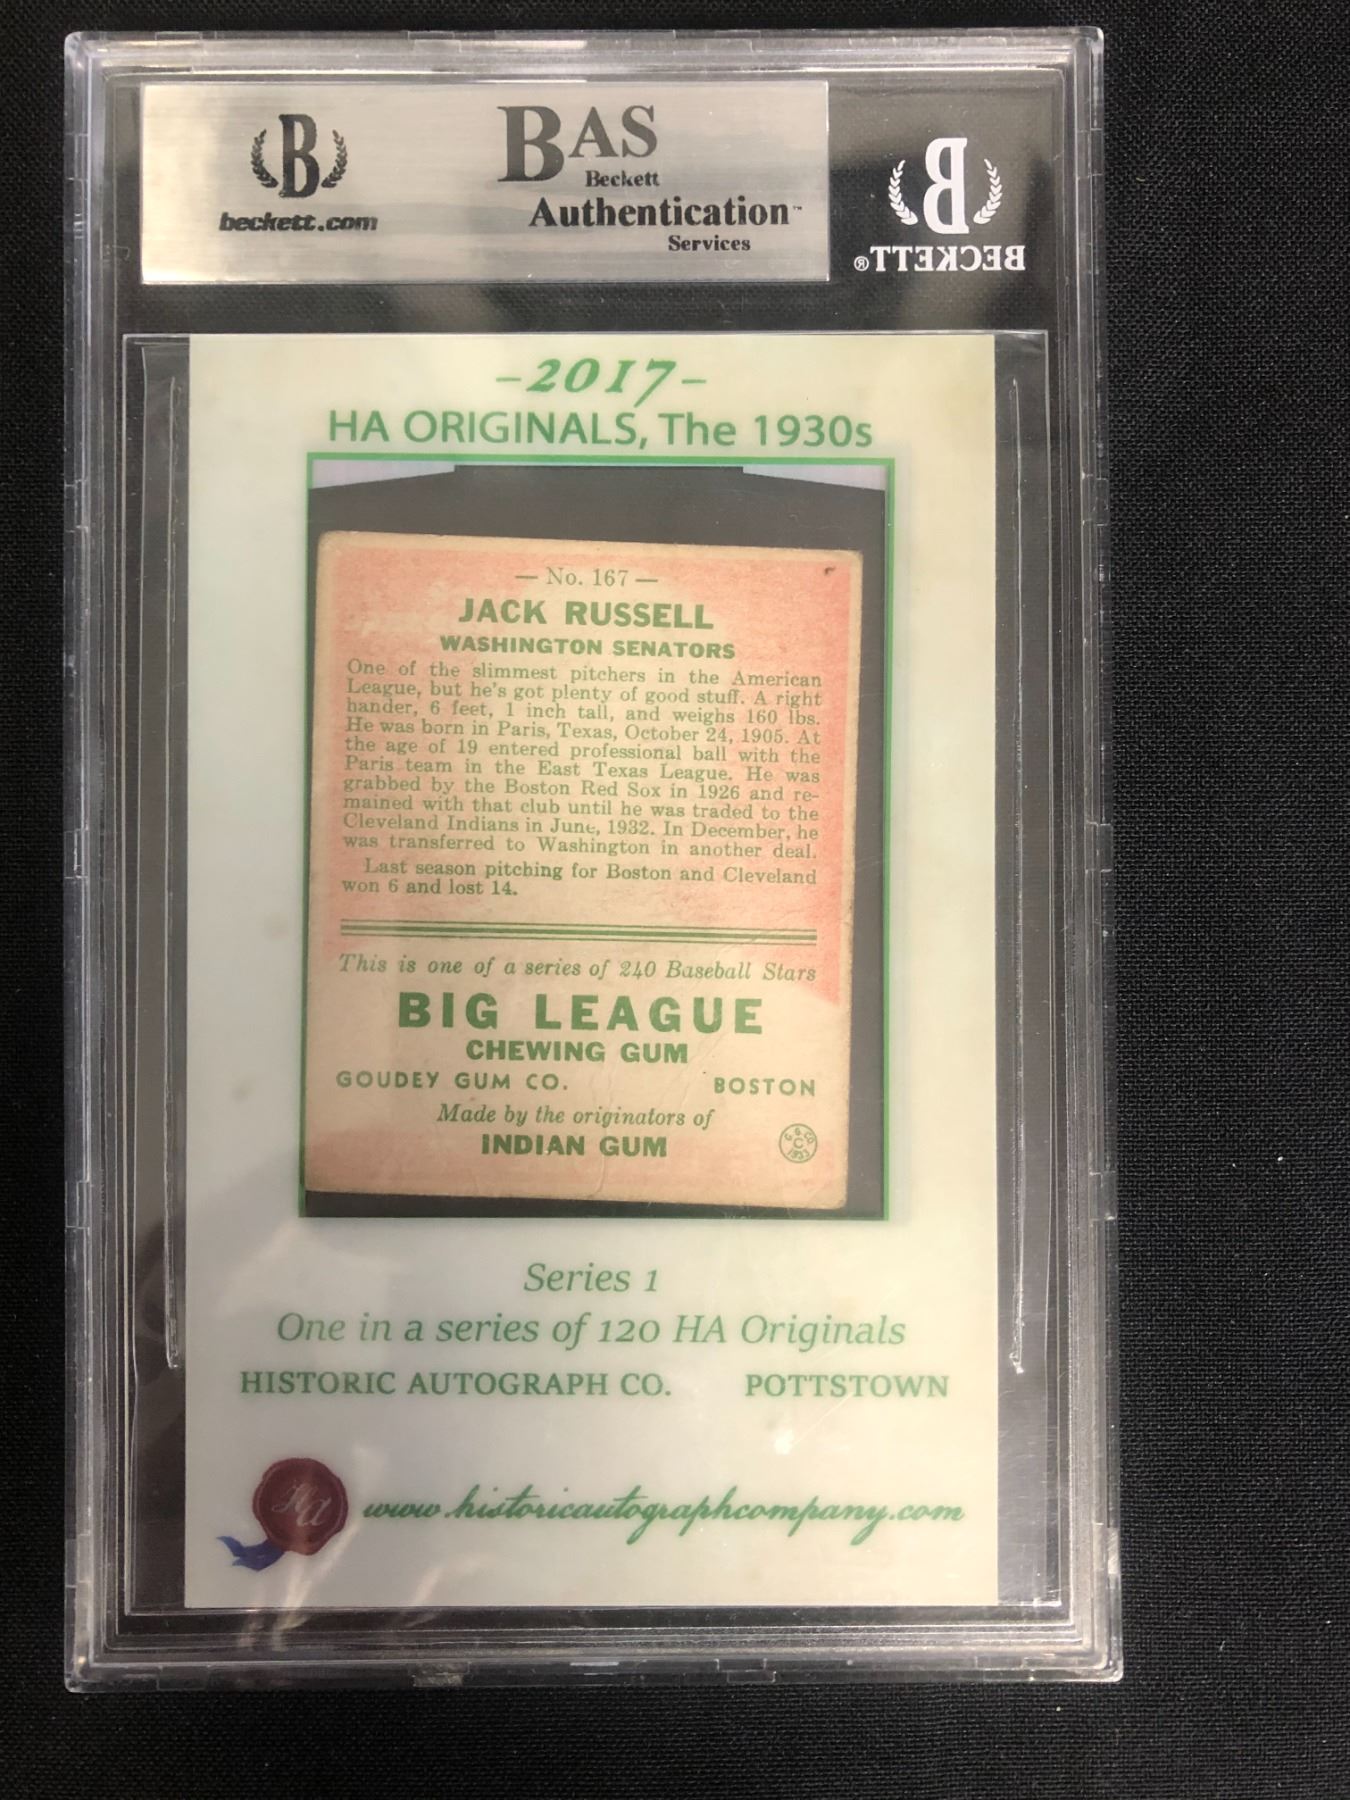 B
beckett.com
BAS
Beckett
Authentication™
Services
B
BECKETT®
-2017-
HA ORIGINALS, The 1930s
— No. 167 —
JACK RUSSELL
WASHINGTON SENATORS
One of the slimmest pitchers in the American
League, but he's got plenty of good stuff. A right
hander, 6 feet, 1 inch tall, and weighs 160 lbs.
He was born in Paris, Texas, October 24, 1905. At
the age of 19 entered professional ball with the
Paris team in the East Texas League. He was
grabbed by the Boston Red Sox in 1926 and re-
mained with that club until he was traded to the
Cleveland Indians in June, 1932. In December, he
was transferred to Washington in another deal.
Last season pitching for Boston and Cleveland
won 6 and lost 14.
This is one of a series of 240 Baseball Stars
BIG LEAGUE
CHEWING GUM
GOUDEY GUM CO. BOSTON
Made by the originators of
INDIAN GUM
G. G. CO.
C
1933
Series 1
One in a series of 120 HA Originals
HISTORIC AUTOGRAPH CO. POTTSTOWN
HA
www.historicautographcompany.com